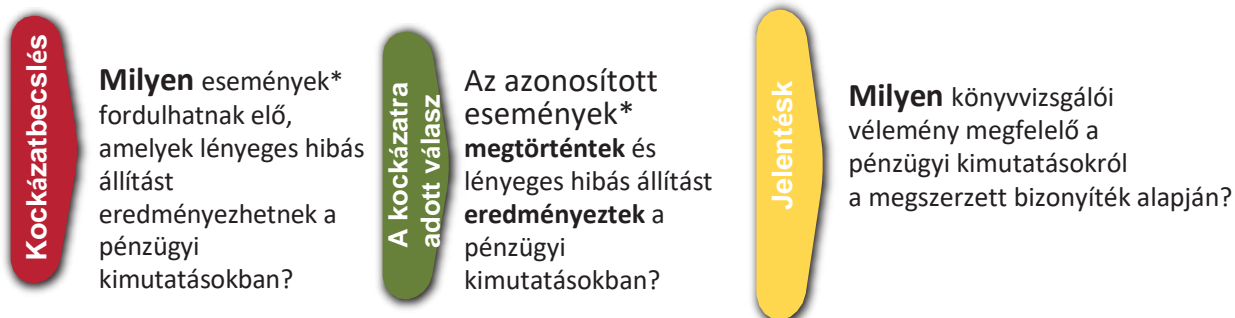 Kockázatbecslés
Milyen események*
fordulhatnak elő,
amelyek lényeges hibás
állítást
eredményezhetnek a
pénzügyi
kimutatásokban?
A kockázatra
adott válasz
Az azonosított
események*
megtörténtek és
lényeges hibás állítást
eredményeztek a
pénzügyi
kimutatásokban?
Jelentésk
Milyen könyvvizsgálói
vélemény megfelelő a
pénzügyi kimutatásokról
a megszerzett bizonyíték alapján?